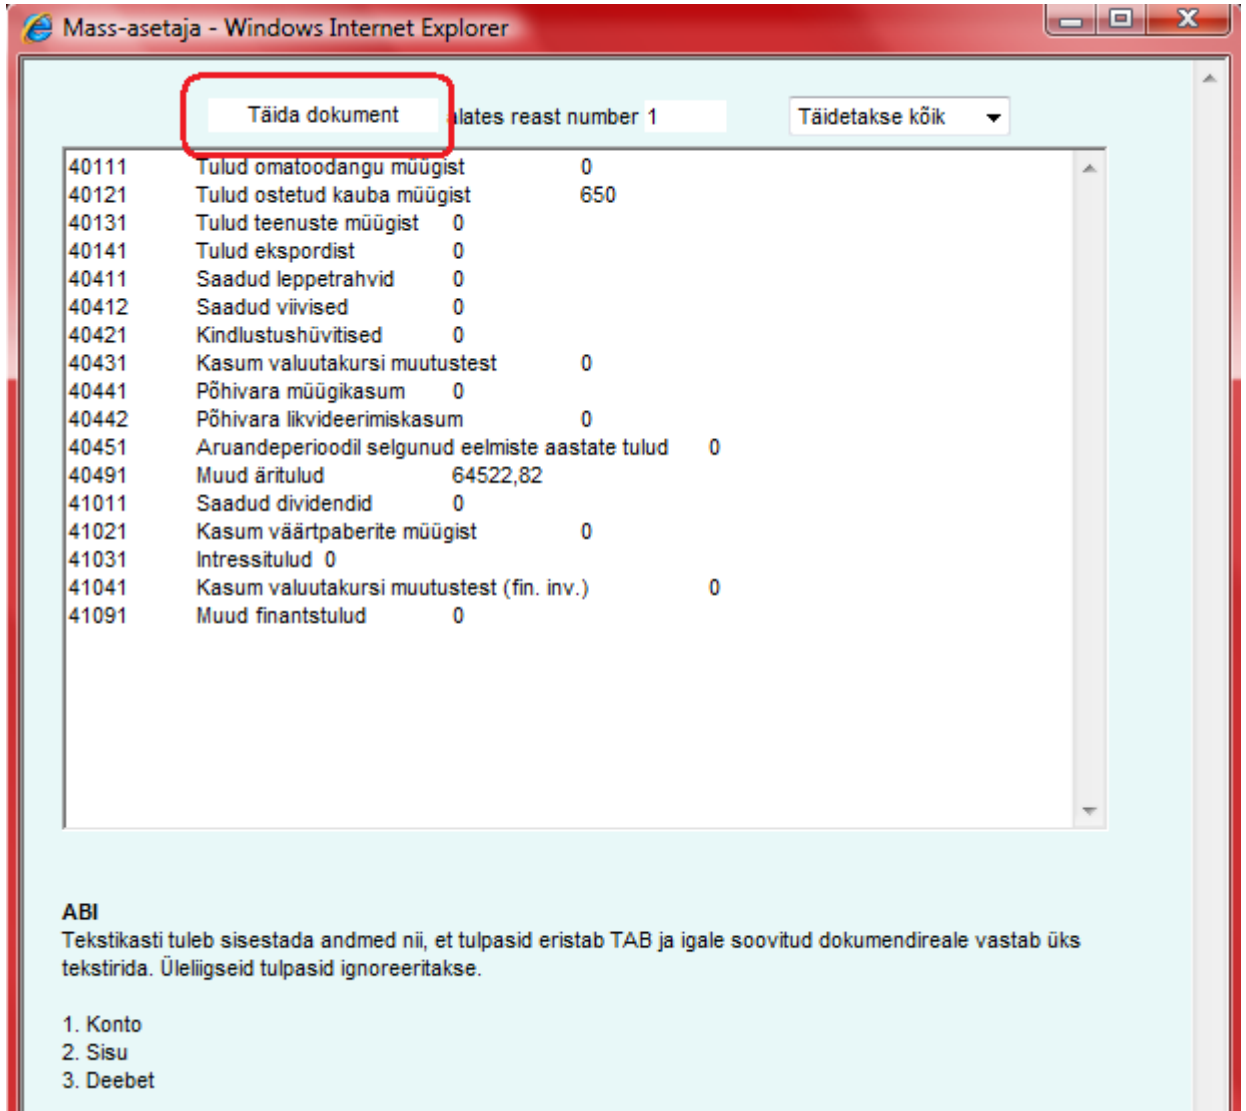 Mass-asetaja - Windows Internet Explorer
Täida dokument alates reast number 1 Täidetakse kõik
40111 Tulud omatoodangu müügist 0
40121 Tulud ostetud kauba müügist 650
40131 Tulud teenuste müügist 0
40141 Tulud ekspordist 0
40411 Saadud leppetrahvid 0
40412 Saadud viivised 0
40421 Kindlustushüvitised 0
40431 Kasum valuutakursi muutustest 0
40441 Põhivara müügikasum 0
40442 Põhivara likvideerimiskasum 0
40451 Aruandeperioodil selgunud eelmiste aastate tulud 0
40491 Muud äritulud 64522,82
41011 Saadud dividendid 0
41021 Kasum väärtpaberite müügist 0
41031 Intressitulud 0
41041 Kasum valuutakursi muutustest (fin. inv.) 0
41091 Muud finantstulud 0
ABI
Tekstikasti tuleb sisestada andmed nii, et tulpasid eristab TAB ja igale soovitud dokumendireale vastab üks
tekstirida. Üleliigseid tulpasid ignoreeritakse.
1. Konto
2. Sisu
3. Deebet